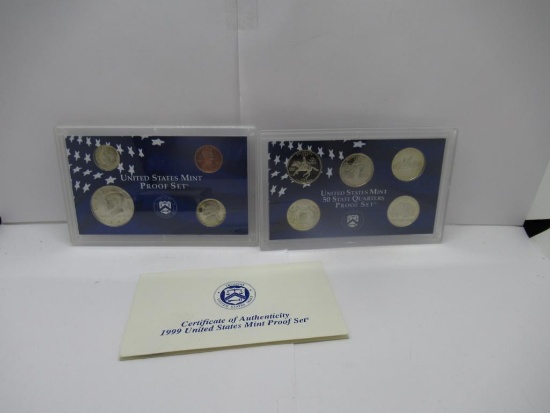 United States Mint
Proof Set
United States Mint
50 State Quarters
Proof Set
Certificate of Authenticity
1999 United States Mint Proof Set